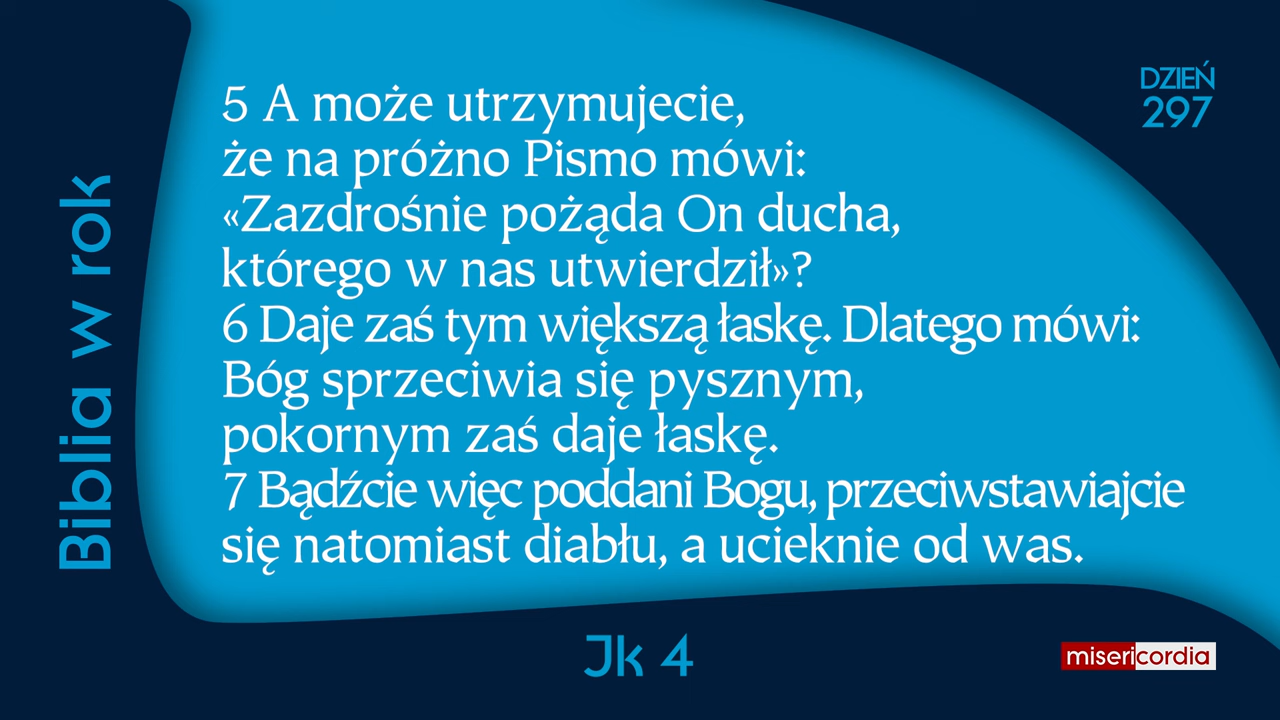 DZIEŃ
297
5 A może utrzymujecie,
że na próżno Pismo mówi:
«Zazdrośnie pożąda On ducha,
którego w nas utwierdził»?
6 Daje zaś tym większą łaskę. Dlatego mówi:
Bóg sprzeciwia się pysznym,
pokornym zaś daje łaskę.
7 Bądźcie więc poddani Bogu, przeciwstawiajcie
się natomiast diabłu, a ucieknie od was.
Biblia w rok
Jk 4
misericordia